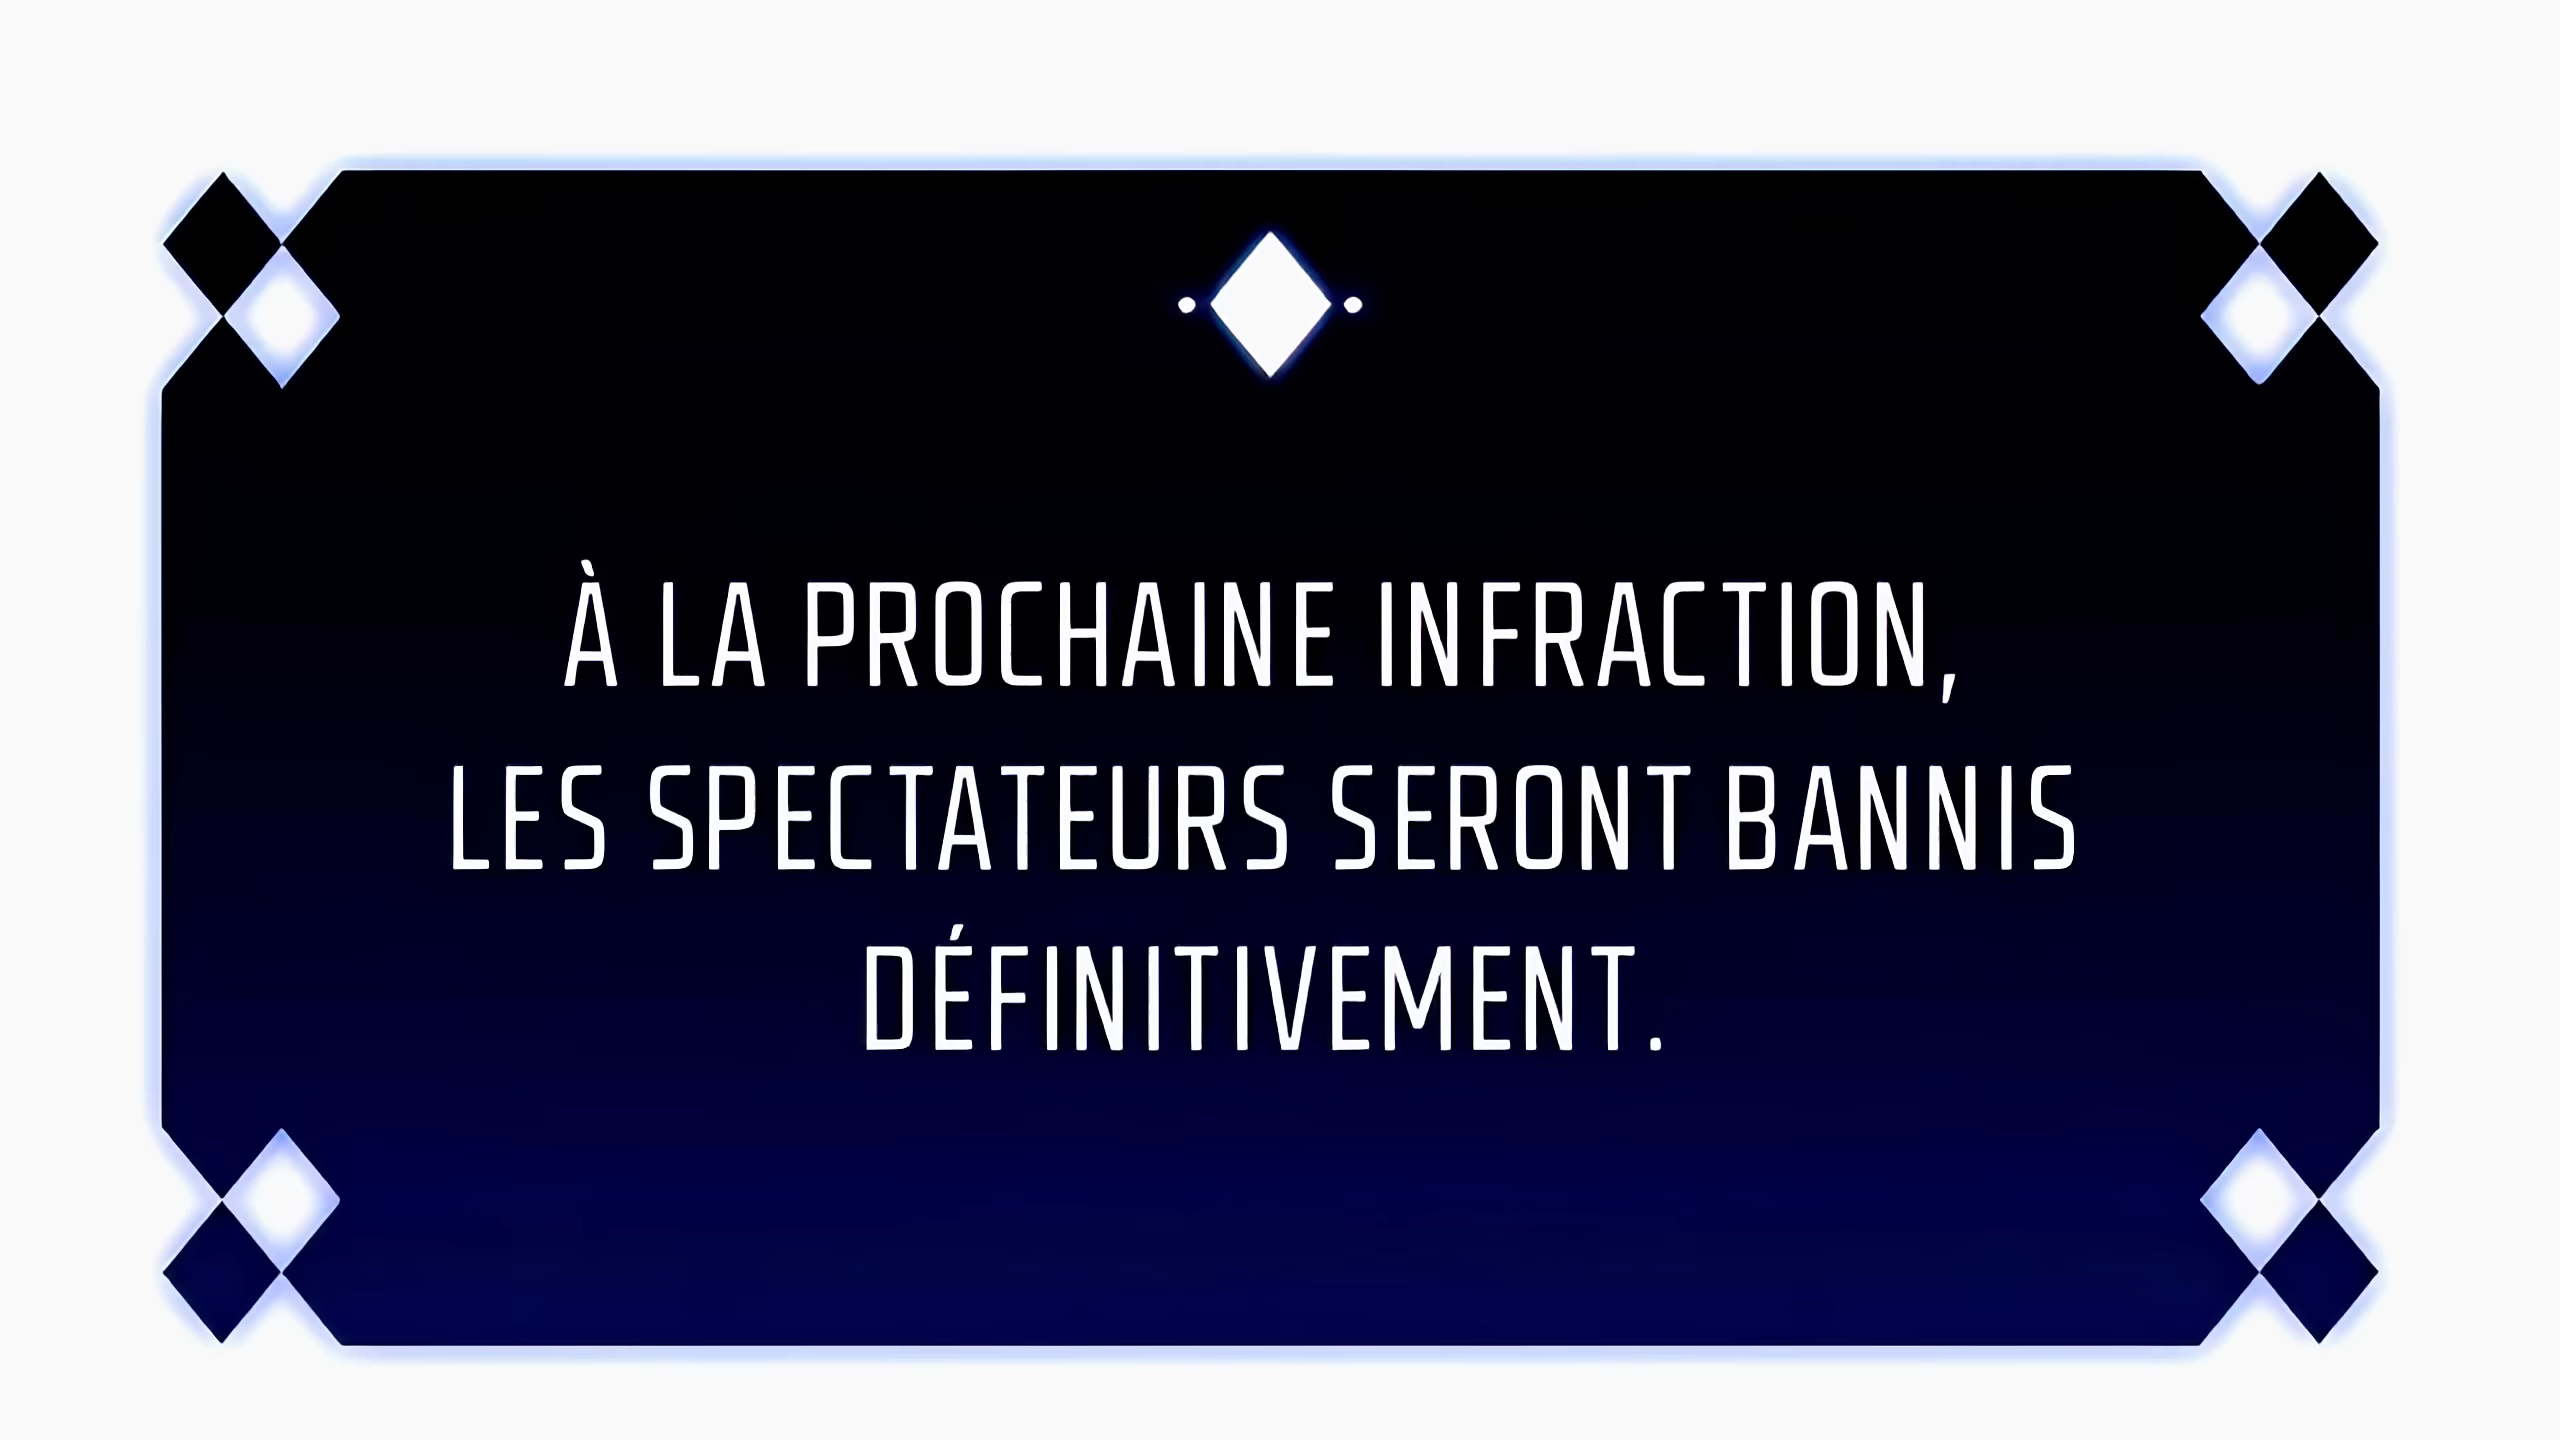 À LA PROCHAINE INFRACTION,
LES SPECTATEURS SERONT BANNIS
DÉFINITIVEMENT.